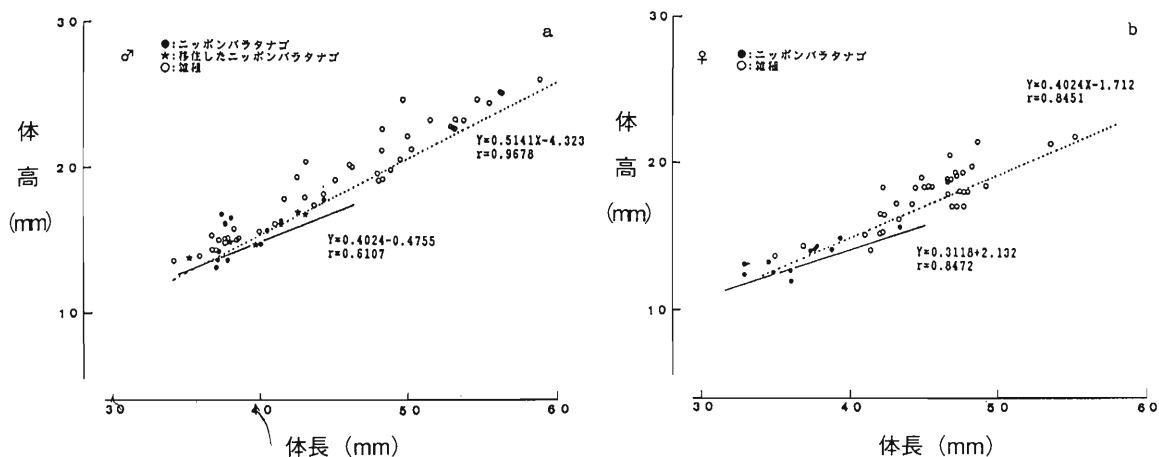 30
20
10
体高
(mm)
♂
●:ニッポンバラタナゴ
★:移住したニッポンバラタナゴ
○:雑種
a
Y=0.5141X-4.323
r=0.9678
Y=0.4024-0.4755
r=0.6107
30 40 50 60
体長 (mm)
30
20
10
体高
(mm)
♀
●:ニッポンバラタナゴ
○:雑種
b
Y=0.4024X-1.712
r=0.8451
Y=0.3118+2.132
r=0.8472
30 40 50 60
体長 (mm)